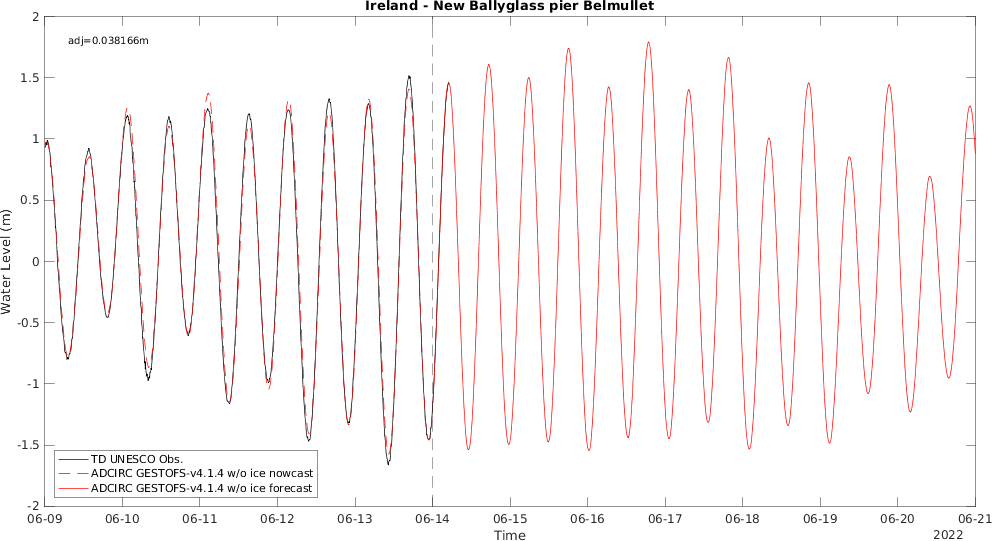 Ireland - New Ballyglass pier Belmullet
adj=0.038166m
Water Level (m)
2
1.5
1
0.5
0
-0.5
-1
-1.5
-2
TD UNESCO Obs.
ADCIRC GESTOFS-v4.1.4 w/o ice nowcast
ADCIRC GESTOFS-v4.1.4 w/o ice forecast
06-09 06-10 06-11 06-12 06-13 06-14 06-15 06-16 06-17 06-18 06-19 06-20 06-21
Time
2022